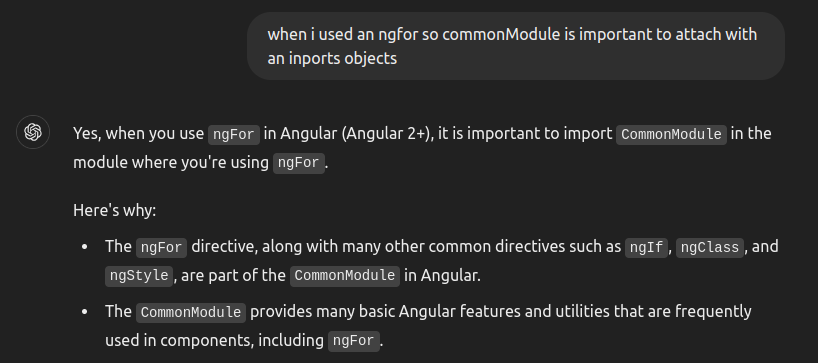 when i used an ngfor so commonModule is important to attach with
an inports objects
Yes, when you use ngFor in Angular (Angular 2+), it is important to import CommonModule in the
module where you're using ngFor.
Here's why:
• The ngFor directive, along with many other common directives such as ngIf, ngClass, and
ngStyle, are part of the CommonModule in Angular.
• The CommonModule provides many basic Angular features and utilities that are frequently
used in components, including ngFor.